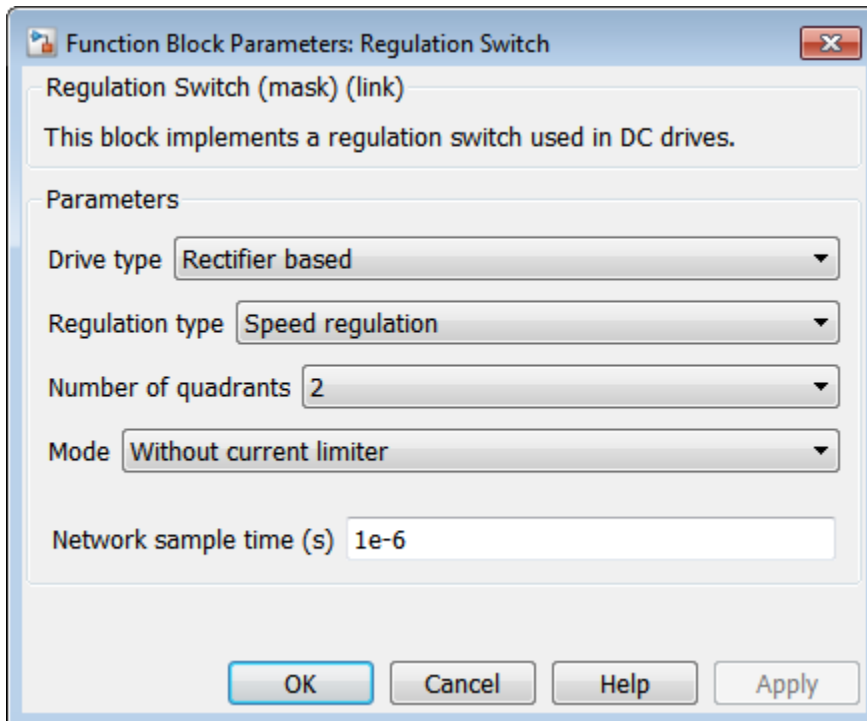 Function Block Parameters: Regulation Switch
Regulation Switch (mask) (link)
This block implements a regulation switch used in DC drives.
Parameters
Drive type Rectifier based
Regulation type Speed regulation
Number of quadrants 2
Mode Without current limiter
Network sample time (s) 1e-6
OK Cancel Help Apply